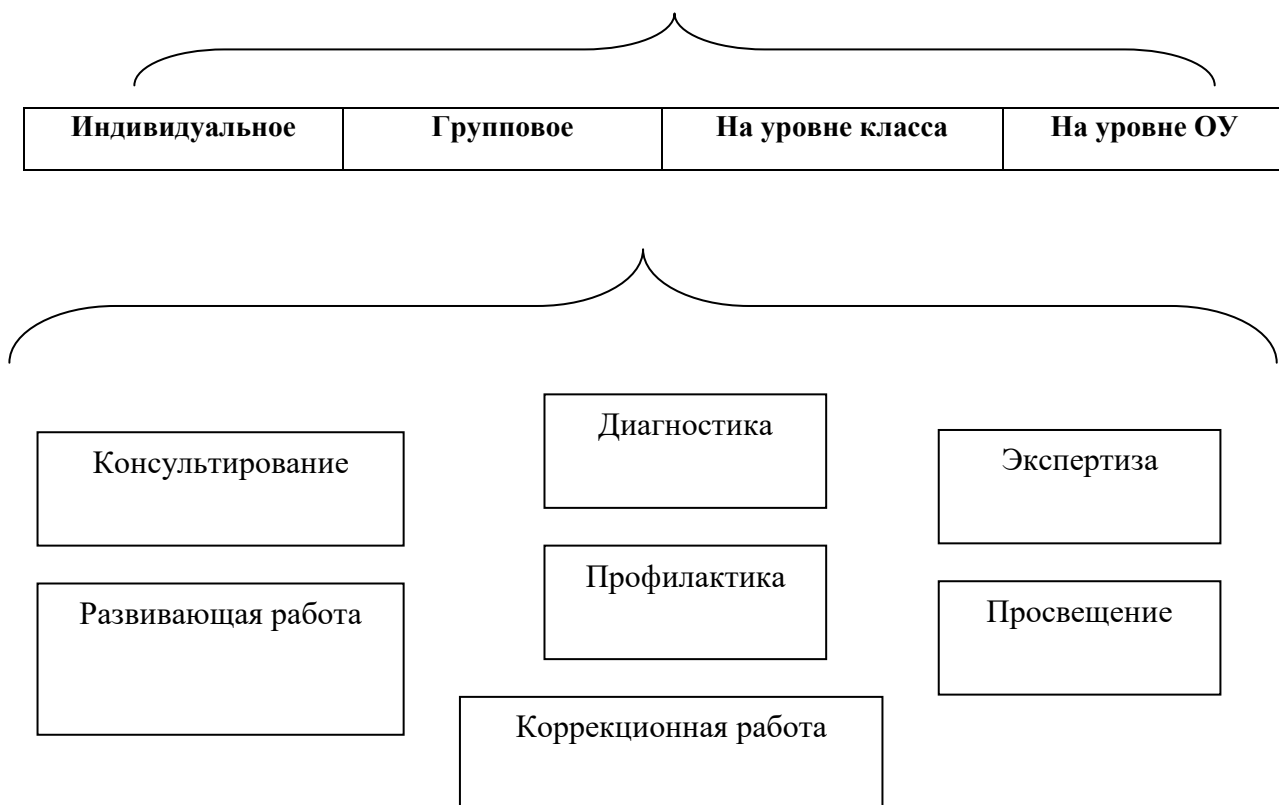 Индивидуальное
Групповое
На уровне класса
На уровне ОУ
Диагностика
Консультирование
Экспертиза
Профилактика
Развивающая работа
Просвещение
Коррекционная работа